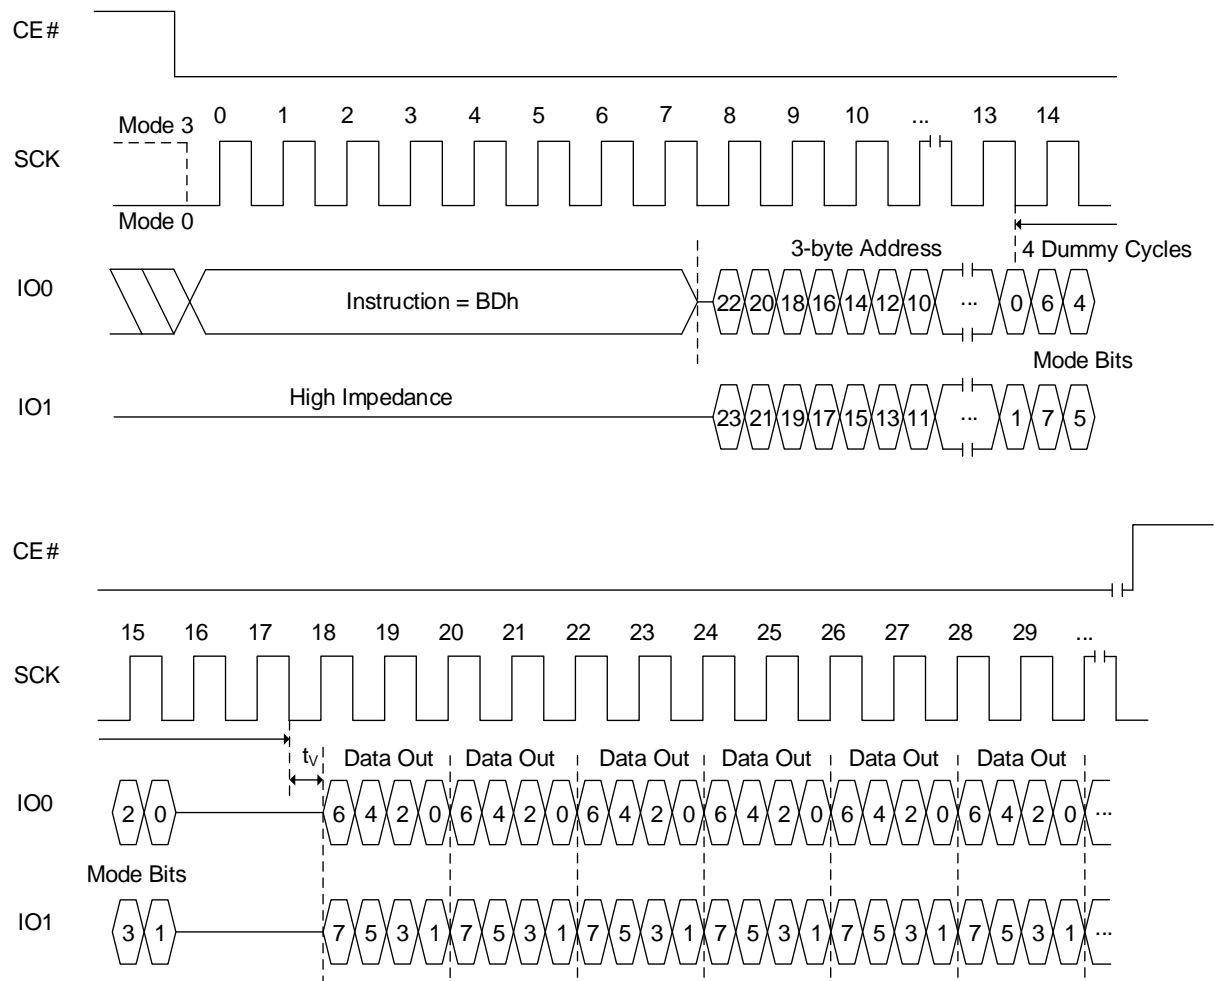 CE#
Mode 3
0 1 2 3 4 5 6 7 8 9 10 ... 13 14
SCK
Mode 0
3-byte Address
4 Dummy Cycles
IO0
Instruction = BDh
22 20 18 16 14 12 10 ... 0 6 4
Mode Bits
IO1
High Impedance
23 21 19 17 15 13 11 ... 1 7 5
CE#
15 16 17 18 19 20 21 22 23 24 25 26 27 28 29 ...
SCK
tV
Data Out Data Out Data Out Data Out Data Out Data Out
IO0
2 0 6 4 2 0 6 4 2 0 6 4 2 0 6 4 2 0 6 4 2 0 6 4 2 0 ...
Mode Bits
IO1
3 1 7 5 3 1 7 5 3 1 7 5 3 1 7 5 3 1 7 5 3 1 7 5 3 1 ...